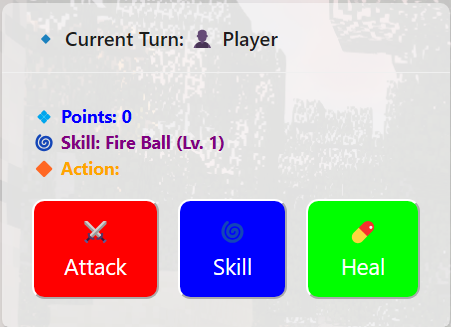 Current Turn: Player
Points: 0
Skill: Fire Ball (Lv. 1)
Action:
Attack
Skill
Heal